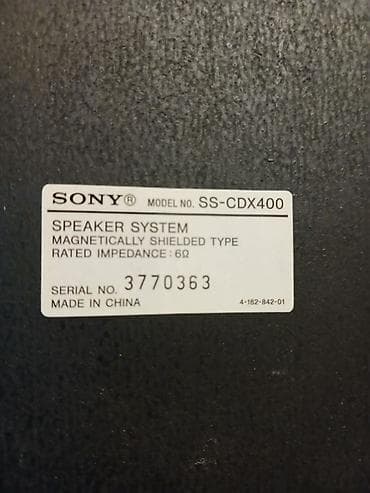 SONY® MODEL NO. SS-CDX400
SPEAKER SYSTEM
MAGNETICALLY SHIELDED TYPE
RATED IMPEDANCE : 6Ω
SERIAL NO. 3770363
MADE IN CHINA 4-162-842-01